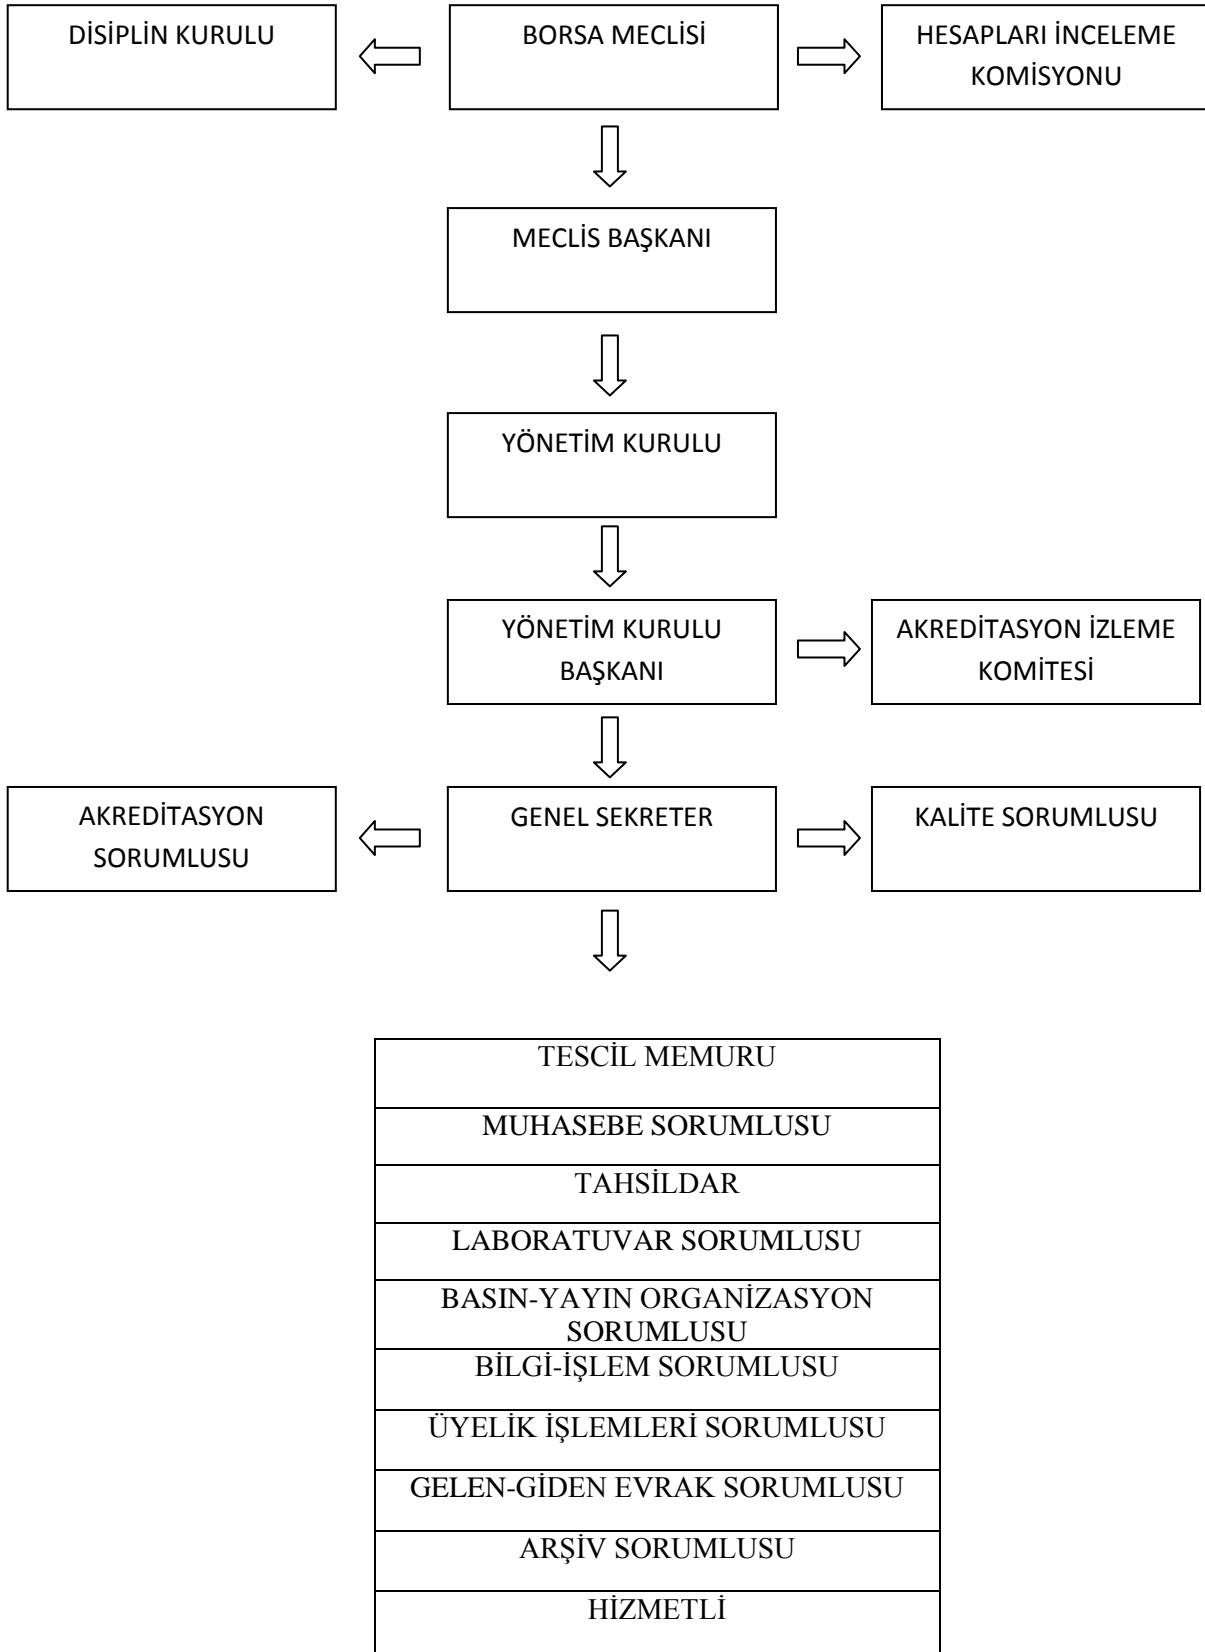 DİSİPLİN KURULU
BORSA MECLİSİ
HESAPLARI İNCELEME
KOMİSYONU
MECLİS BAŞKANI
YÖNETİM KURULU
YÖNETİM KURULU
BAŞKANI
AKREDİTASYON İZLEME
KOMİTESİ
AKREDİTASYON
SORUMLUSU
GENEL SEKRETER
KALİTE SORUMLUSU
TESCİL MEMURU
MUHASEBE SORUMLUSU
TAHSİLDAR
LABORATUVAR SORUMLUSU
BASIN-YAYIN ORGANİZASYON
SORUMLUSU
BİLGİ-İŞLEM SORUMLUSU
ÜYELİK İŞLEMLERİ SORUMLUSU
GELEN-GİDEN EVRAK SORUMLUSU
ARŞİV SORUMLUSU
HİZMETLİ